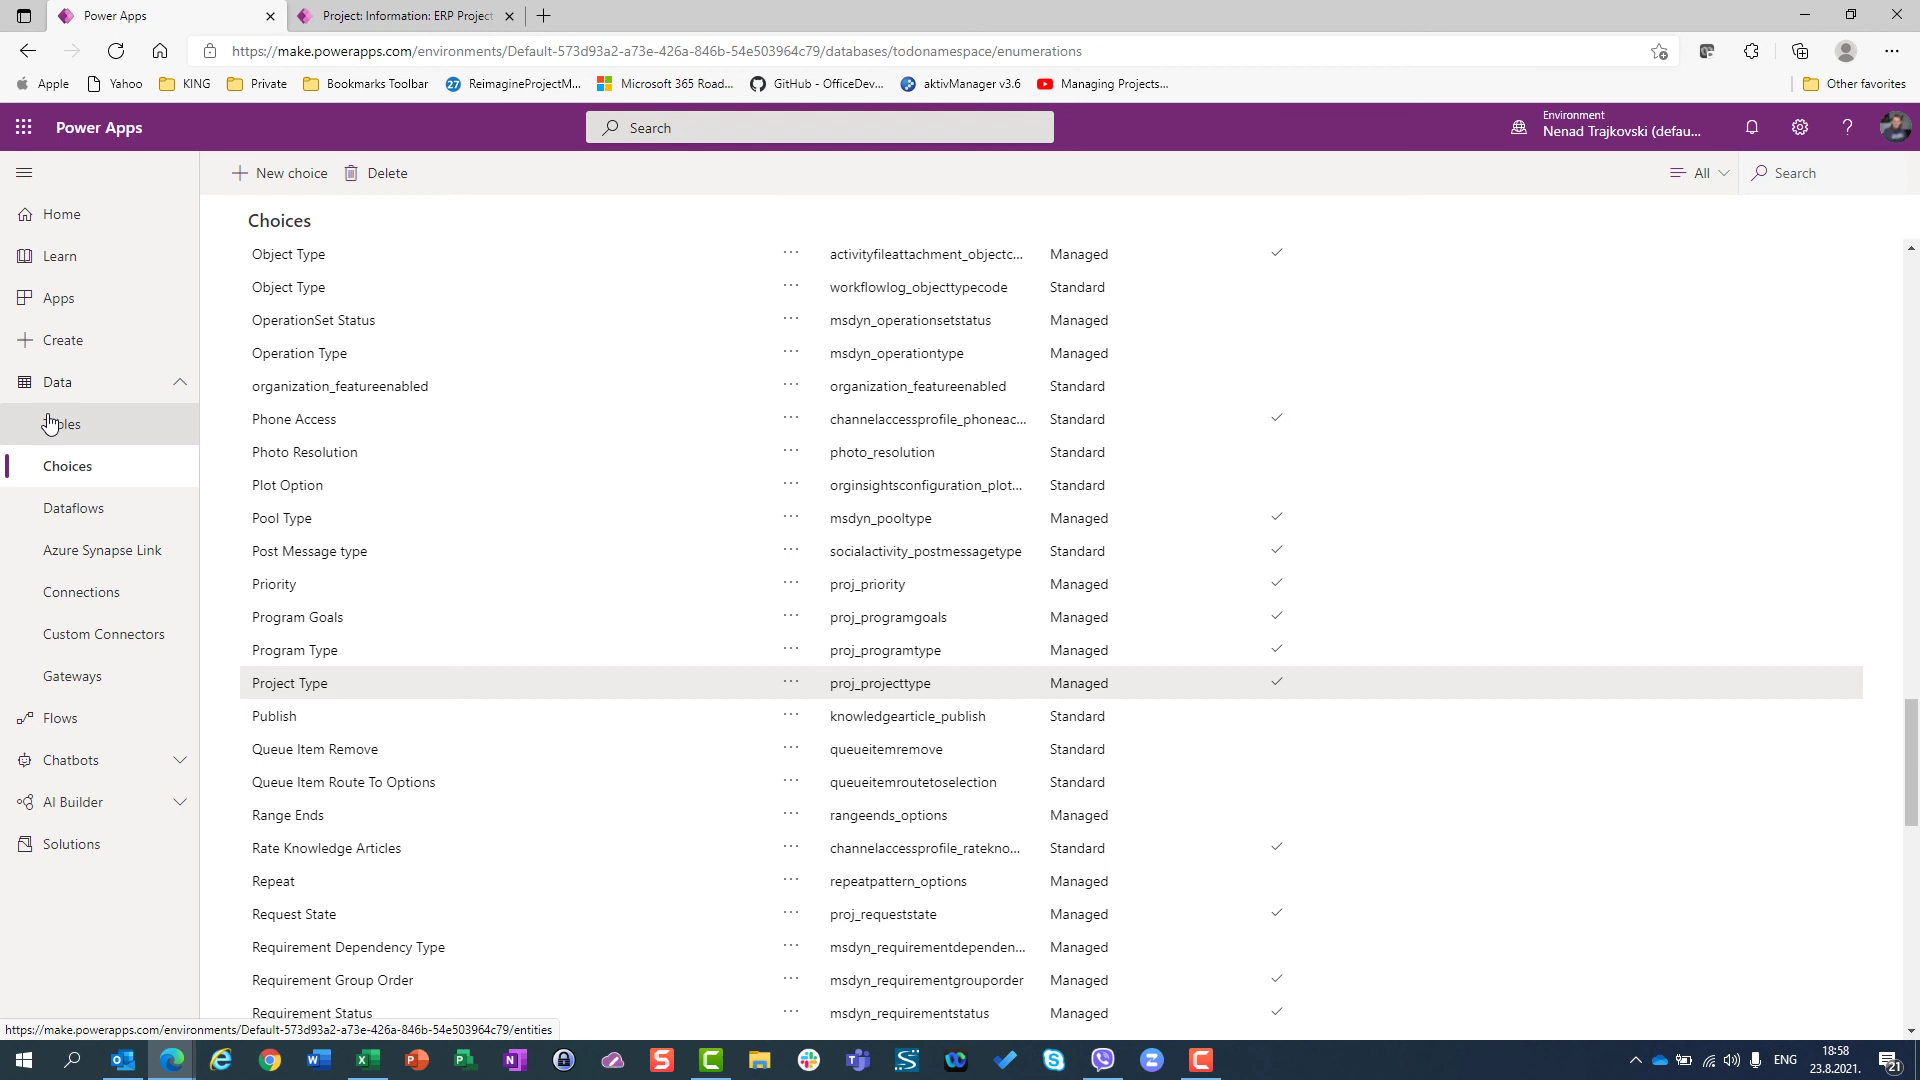 Power Apps
Project: Information: ERP Project
https://make.powerapps.com/environments/Default-573d93a2-a73e-426a-846b-54e503964c79/databases/todonamespace/enumerations
Apple
Yahoo
KING
Private
Bookmarks Toolbar
27 ReimagineProjectM...
Microsoft 365 Road...
GitHub - OfficeDev...
aktivManager v3.6
Managing Projects...
Other favorites
Power Apps
Search
Environment
Nenad Trajkovski (defau...
New choice
Delete
All
Search
Home
Learn
Apps
Create
Data
Choices
Dataflows
Azure Synapse Link
Connections
Custom Connectors
Gateways
Flows
Chatbots
AI Builder
Solutions
Choices
Object Type ... activityfileattachment_objectc... Managed
Object Type ... workflowlog_objecttypecode Standard
OperationSet Status ... msdyn_operationsetstatus Managed
Operation Type ... msdyn_operationtype Managed
organization_featureenabled ... organization_featureenabled Standard
Phone Access ... channelaccessprofile_phoneac... Standard
Photo Resolution ... photo_resolution Standard
Plot Option ... orginsightsconfiguration_plot... Standard
Pool Type ... msdyn_pooltype Managed
Post Message type ... socialactivity_postmessagetype Standard
Priority ... proj_priority Managed
Program Goals ... proj_programgoals Managed
Program Type ... proj_programtype Managed
Project Type ... proj_projecttype Managed
Publish ... knowledgearticle_publish Standard
Queue Item Remove ... queueitemremove Standard
Queue Item Route To Options ... queueitemroutetoselection Standard
Range Ends ... rangeends_options Managed
Rate Knowledge Articles ... channelaccessprofile_ratekno... Standard
Repeat ... repeatpattern_options Managed
Request State ... proj_requeststate Managed
Requirement Dependency Type ... msdyn_requirementdependen... Managed
Requirement Group Order ... msdyn_requirementgrouporder Managed
Requirement Status ... msdyn_requirementstatus Managed
https://make.powerapps.com/environments/Default-573d93a2-a73e-426a-846b-54e503964c79/entities
ENG
18:58
23.8.2021.
21